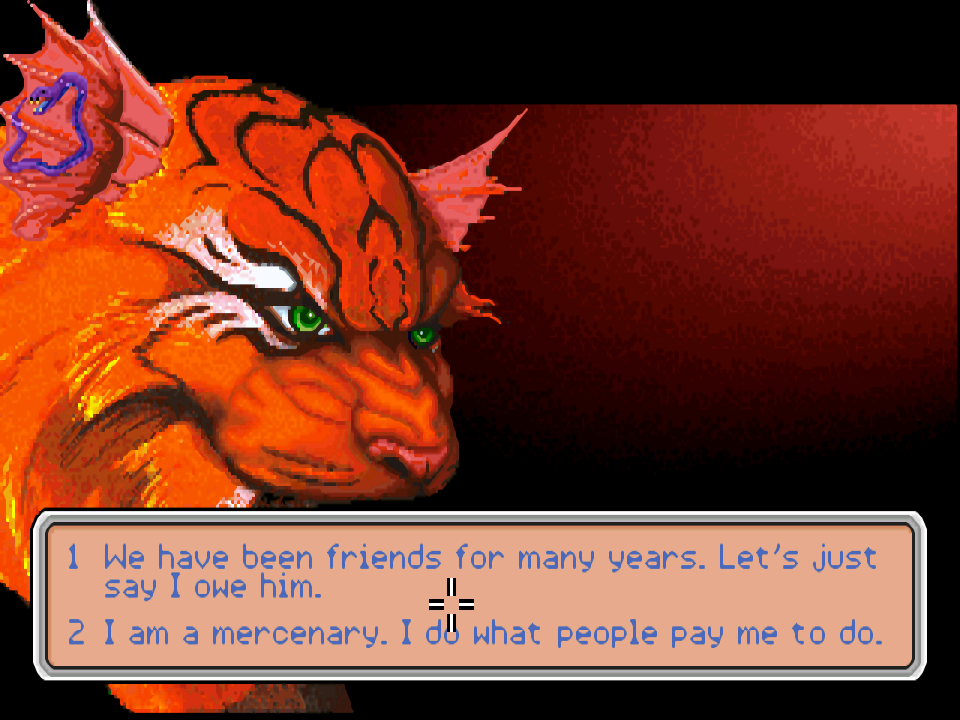 1 We have been friends for many years. Let's just
say I owe him.
2 I am a mercenary. I do what people pay me to do.